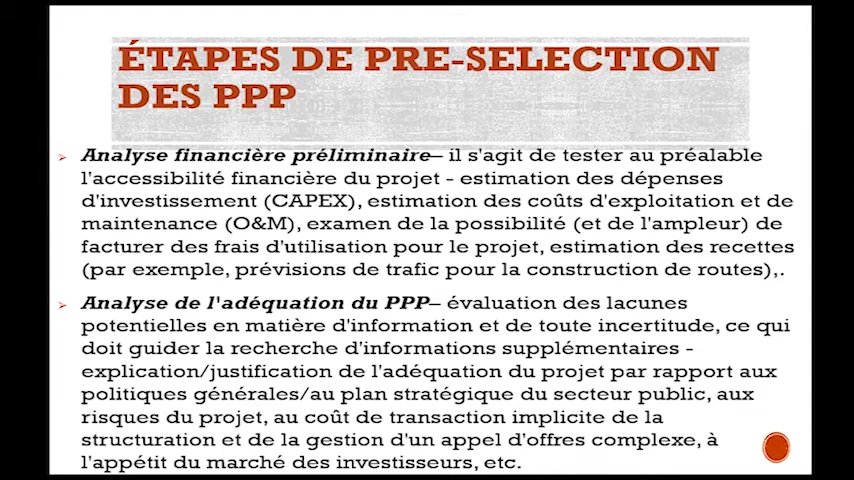 ÉTAPES DE PRE-SELECTION
DES PPP
Analyse financière préliminaire– il s'agit de tester au préalable
l'accessibilité financière du projet - estimation des dépenses
d'investissement (CAPEX), estimation des coûts d'exploitation et de
maintenance (O&M), examen de la possibilité (et de l'ampleur) de
facturer des frais d'utilisation pour le projet, estimation des recettes
(par exemple, prévisions de trafic pour la construction de routes),.
Analyse de l'adéquation du PPP– évaluation des lacunes
potentielles en matière d'information et de toute incertitude, ce qui
doit guider la recherche d'informations supplémentaires -
explication/justification de l'adéquation du projet par rapport aux
politiques générales/au plan stratégique du secteur public, aux
risques du projet, au coût de transaction implicite de la
structuration et de la gestion d'un appel d'offres complexe, à
l'appétit du marché des investisseurs, etc.